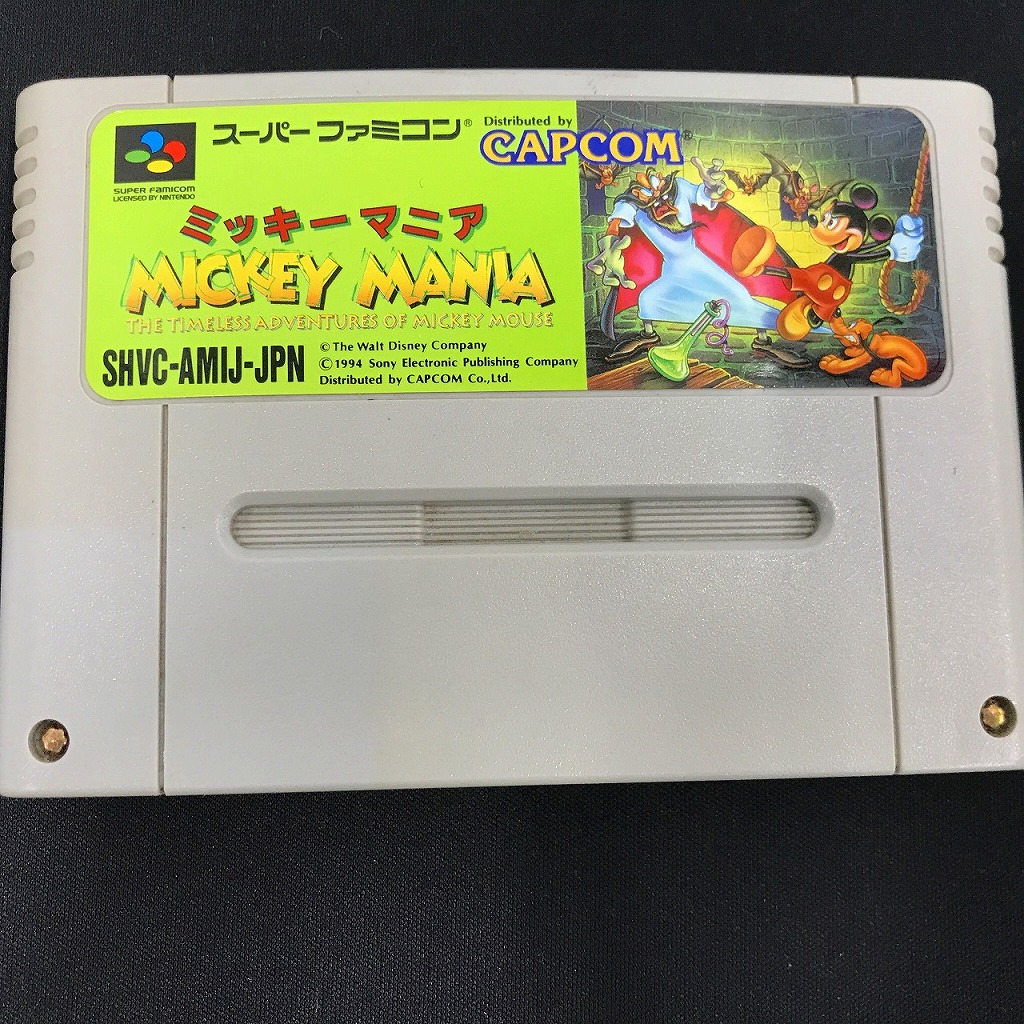 スーパーファミコン®
Distributed by
CAPCOM®
SUPER FAMICOM
LICENSED BY NINTENDO
ミッキーマニア
MICKEY MANIA
THE TIMELESS ADVENTURES OF MICKEY MOUSE
SHVC-AMIJ-JPN
© The Walt Disney Company
© 1994 Sony Electronic Publishing Company
Distributed by CAPCOM Co.,Ltd.